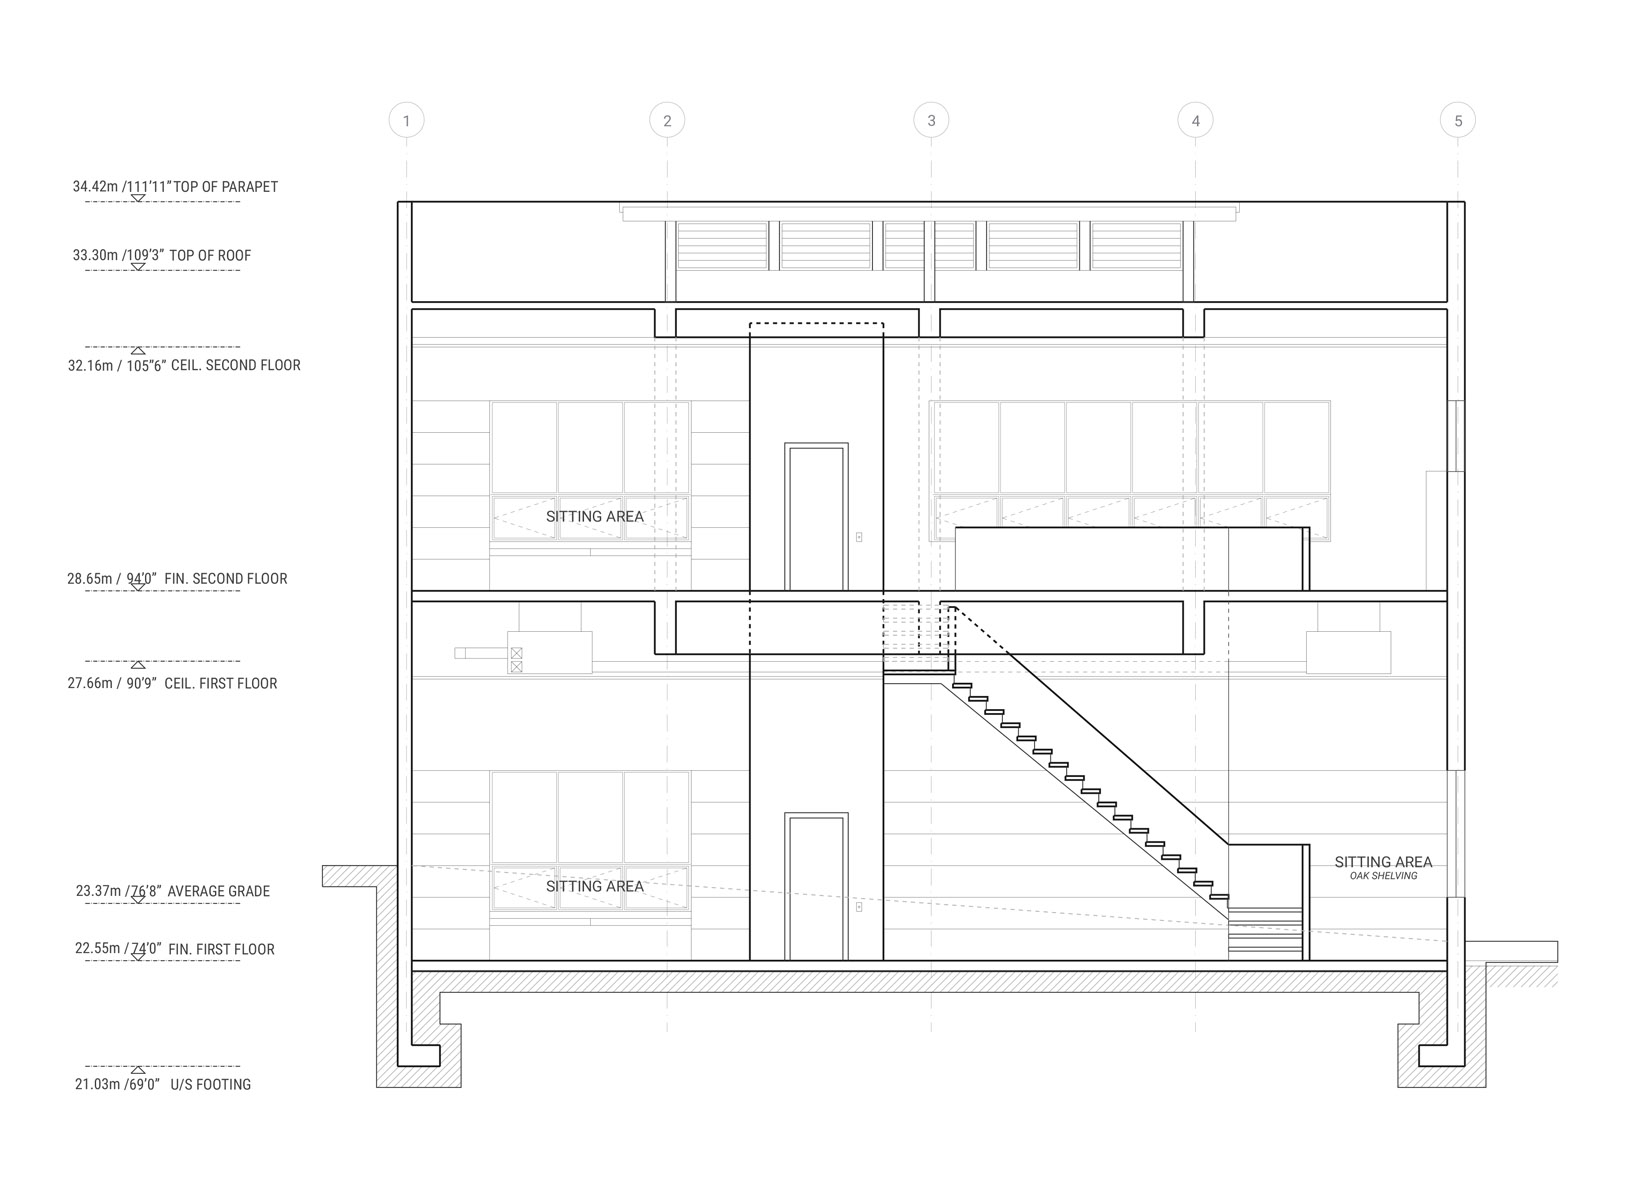 1 2 3 4 5
34.42m /111'11" TOP OF PARAPET
33.30m /109'3" TOP OF ROOF
32.16m / 105"6" CEIL. SECOND FLOOR
SITTING AREA
28.65m / 94'0" FIN. SECOND FLOOR
27.66m / 90'9" CEIL. FIRST FLOOR
SITTING AREA
OAK SHELVING
SITTING AREA
23.37m /76'8" AVERAGE GRADE
22.55m /74'0" FIN. FIRST FLOOR
21.03m /69'0" U/S FOOTING